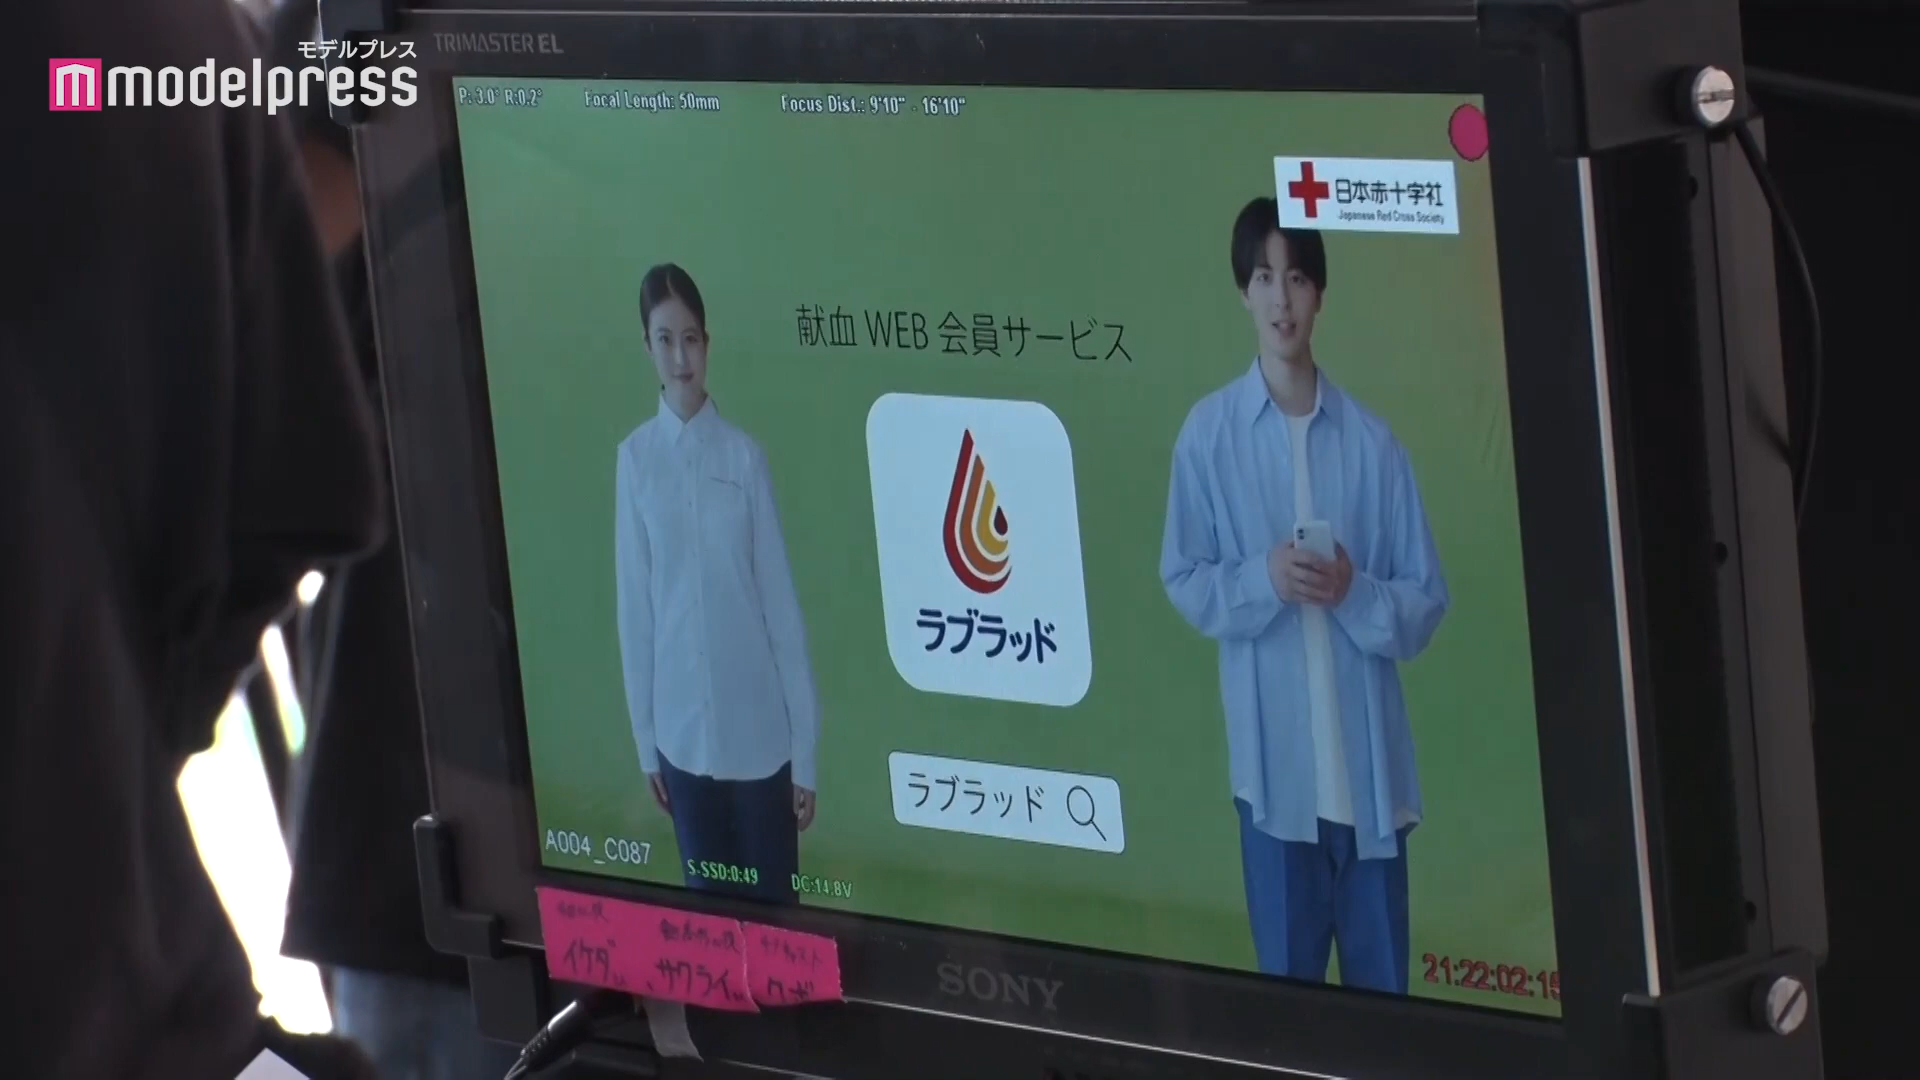 モデルプレス
modelpress
TRIMASTER EL
P: 3.0° R:0.2° Focal Length: 50mm Focus Dist.: 9'10" - 16'10"
日本赤十字社
Japanese Red Cross Society
献血 WEB 会員サービス
ラブラッド
ラブラッド
A004_C087
S-SSD:0:49 DC:14.8V
21:22:02:15
イケダ
サクライ
SONY